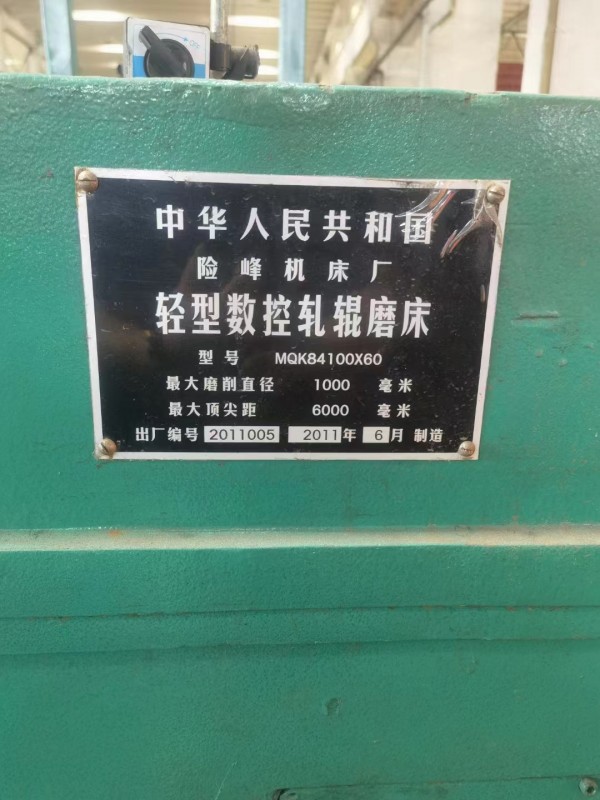 ON
中华人民共和国
险峰机床厂
轻型数控轧辊磨床
型号 MQK84100X60
最大磨削直径 1000 毫米
最大顶尖距 6000 毫米
出厂编号 2011005 2011年 6月 制造